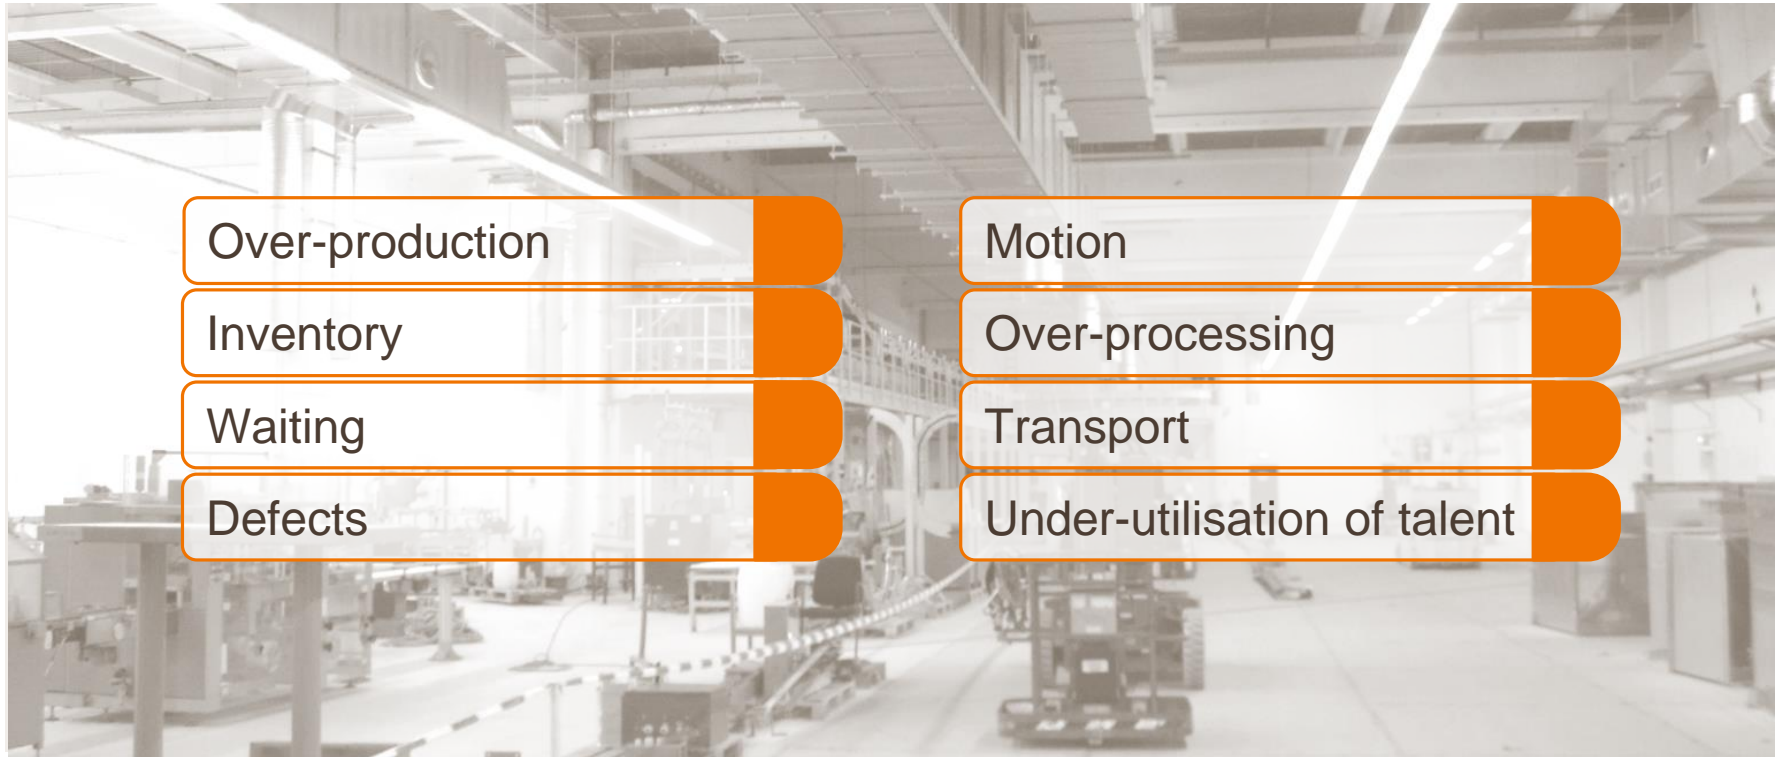 Over-production
Inventory
Waiting
Defects
Motion
Over-processing
Transport
Under-utilisation of talent